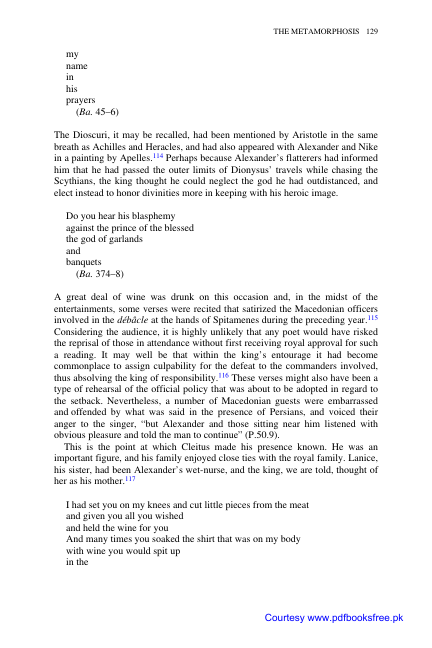 THE METAMORPHOSIS 129
my
name
in
his
prayers
(Ba. 45–6)
The Dioscuri, it may be recalled, had been mentioned by Aristotle in the same
breath as Achilles and Heracles, and had also appeared with Alexander and Nike
in a painting by Apelles.114 Perhaps because Alexander's flatterers had informed
him that he had passed the outer limits of Dionysus' travels while chasing the
Scythians, the king thought he could neglect the god he had outdistanced, and
elect instead to honor divinities more in keeping with his heroic image.
Do you hear his blasphemy
against the prince of the blessed
the god of garlands
and
banquets
(Ba. 374–8)
A great deal of wine was drunk on this occasion and, in the midst of the
entertainments, some verses were recited that satirized the Macedonian officers
involved in the débâcle at the hands of Spitamenes during the preceding year.115
Considering the audience, it is highly unlikely that any poet would have risked
the reprisal of those in attendance without first receiving royal approval for such
a reading. It may well be that within the king's entourage it had become
commonplace to assign culpability for the defeat to the commanders involved,
thus absolving the king of responsibility.116 These verses might also have been a
type of rehearsal of the official policy that was about to be adopted in regard to
the setback. Nevertheless, a number of Macedonian guests were embarrassed
and offended by what was said in the presence of Persians, and voiced their
anger to the singer, “but Alexander and those sitting near him listened with
obvious pleasure and told the man to continue” (P.50.9).
This is the point at which Cleitus made his presence known. He was an
important figure, and his family enjoyed close ties with the royal family. Lanice,
his sister, had been Alexander's wet-nurse, and the king, we are told, thought of
her as his mother.117
I had set you on my knees and cut little pieces from the meat
and given you all you wished
and held the wine for you
And many times you soaked the shirt that was on my body
with wine you would spit up
in the
Courtesy www.pdfbooksfree.pk